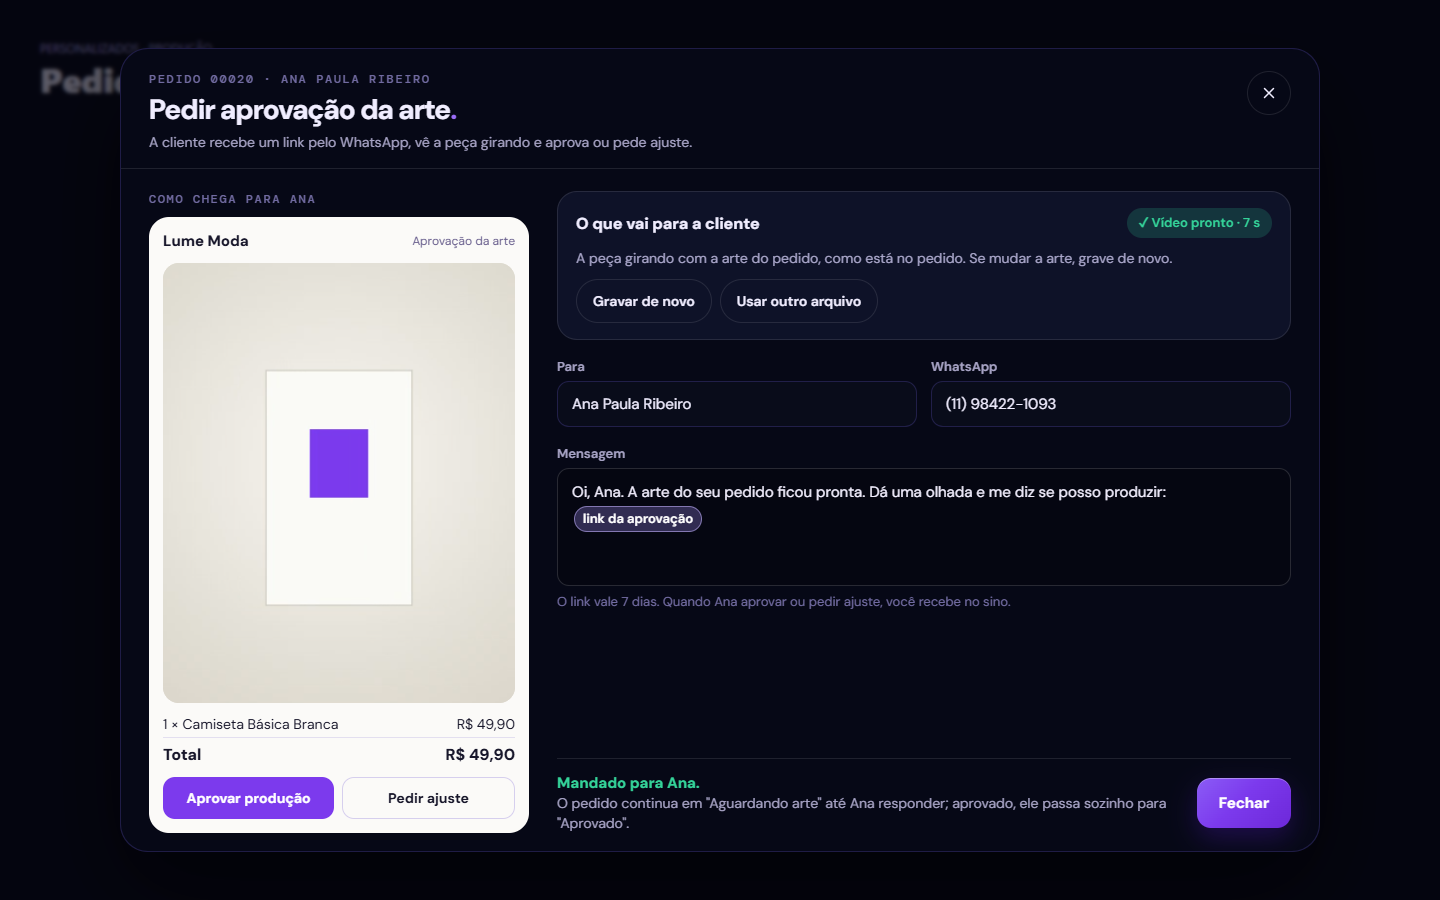 PERSONALIZADOS · PRODUÇÃO
Pedic
PEDIDO 00020 · ANA PAULA RIBEIRO
Pedir aprovação da arte.
A cliente recebe um link pelo WhatsApp, vê a peça girando e aprova ou pede ajuste.
COMO CHEGA PARA ANA
Lume Moda
Aprovação da arte
1 × Camiseta Básica Branca
R$ 49,90
Total
R$ 49,90
Aprovar produção
Pedir ajuste
O que vai para a cliente
✓ Vídeo pronto · 7 s
A peça girando com a arte do pedido, como está no pedido. Se mudar a arte, grave de novo.
Gravar de novo
Usar outro arquivo
Para
WhatsApp
Ana Paula Ribeiro
(11) 98422-1093
Mensagem
Oi, Ana. A arte do seu pedido ficou pronta. Dá uma olhada e me diz se posso produzir:
link da aprovação
O link vale 7 dias. Quando Ana aprovar ou pedir ajuste, você recebe no sino.
Mandado para Ana.
O pedido continua em "Aguardando arte" até Ana responder; aprovado, ele passa sozinho para
"Aprovado".
Fechar